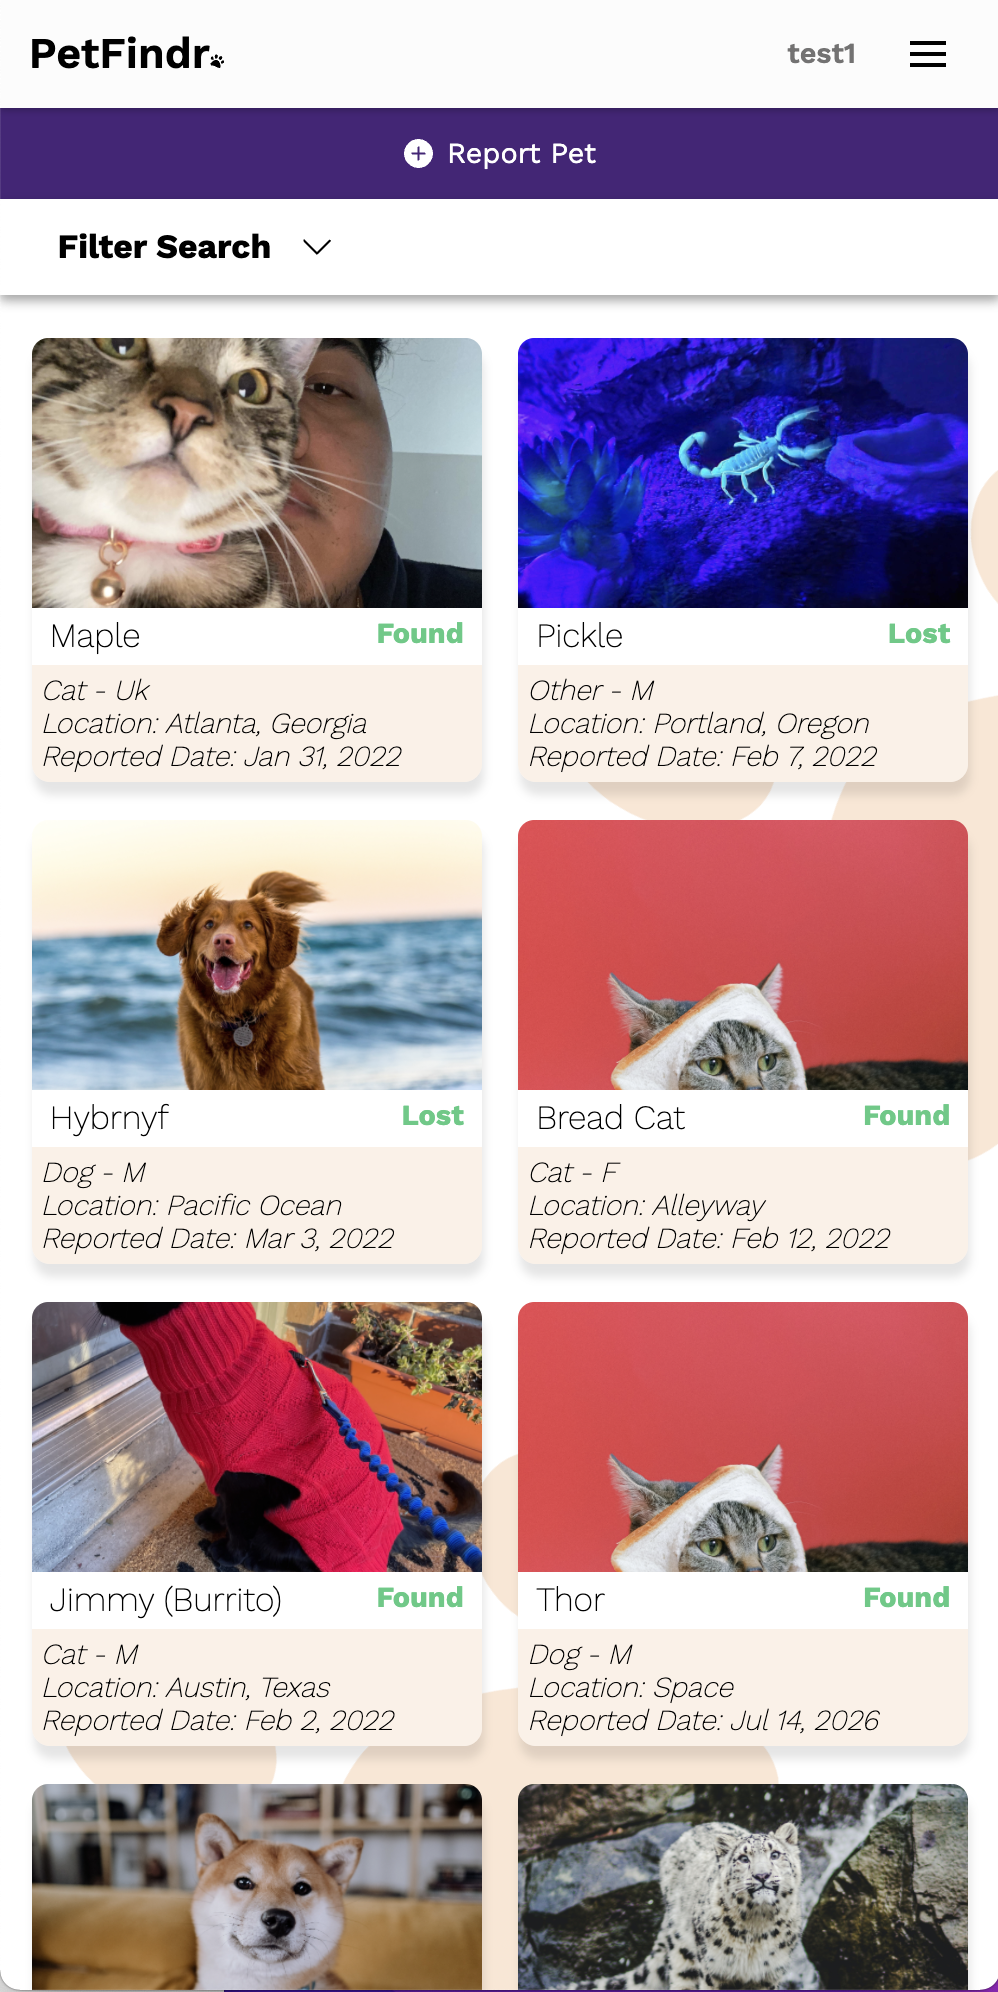 PetFindr
test1
Report Pet
Filter Search
Maple
Found
Cat - Uk
Location: Atlanta, Georgia
Reported Date: Jan 31, 2022
Pickle
Lost
Other - M
Location: Portland, Oregon
Reported Date: Feb 7, 2022
Hybrnyf
Lost
Dog - M
Location: Pacific Ocean
Reported Date: Mar 3, 2022
Bread Cat
Found
Cat - F
Location: Alleyway
Reported Date: Feb 12, 2022
Jimmy (Burrito)
Found
Cat - M
Location: Austin, Texas
Reported Date: Feb 2, 2022
Thor
Found
Dog - M
Location: Space
Reported Date: Jul 14, 2026